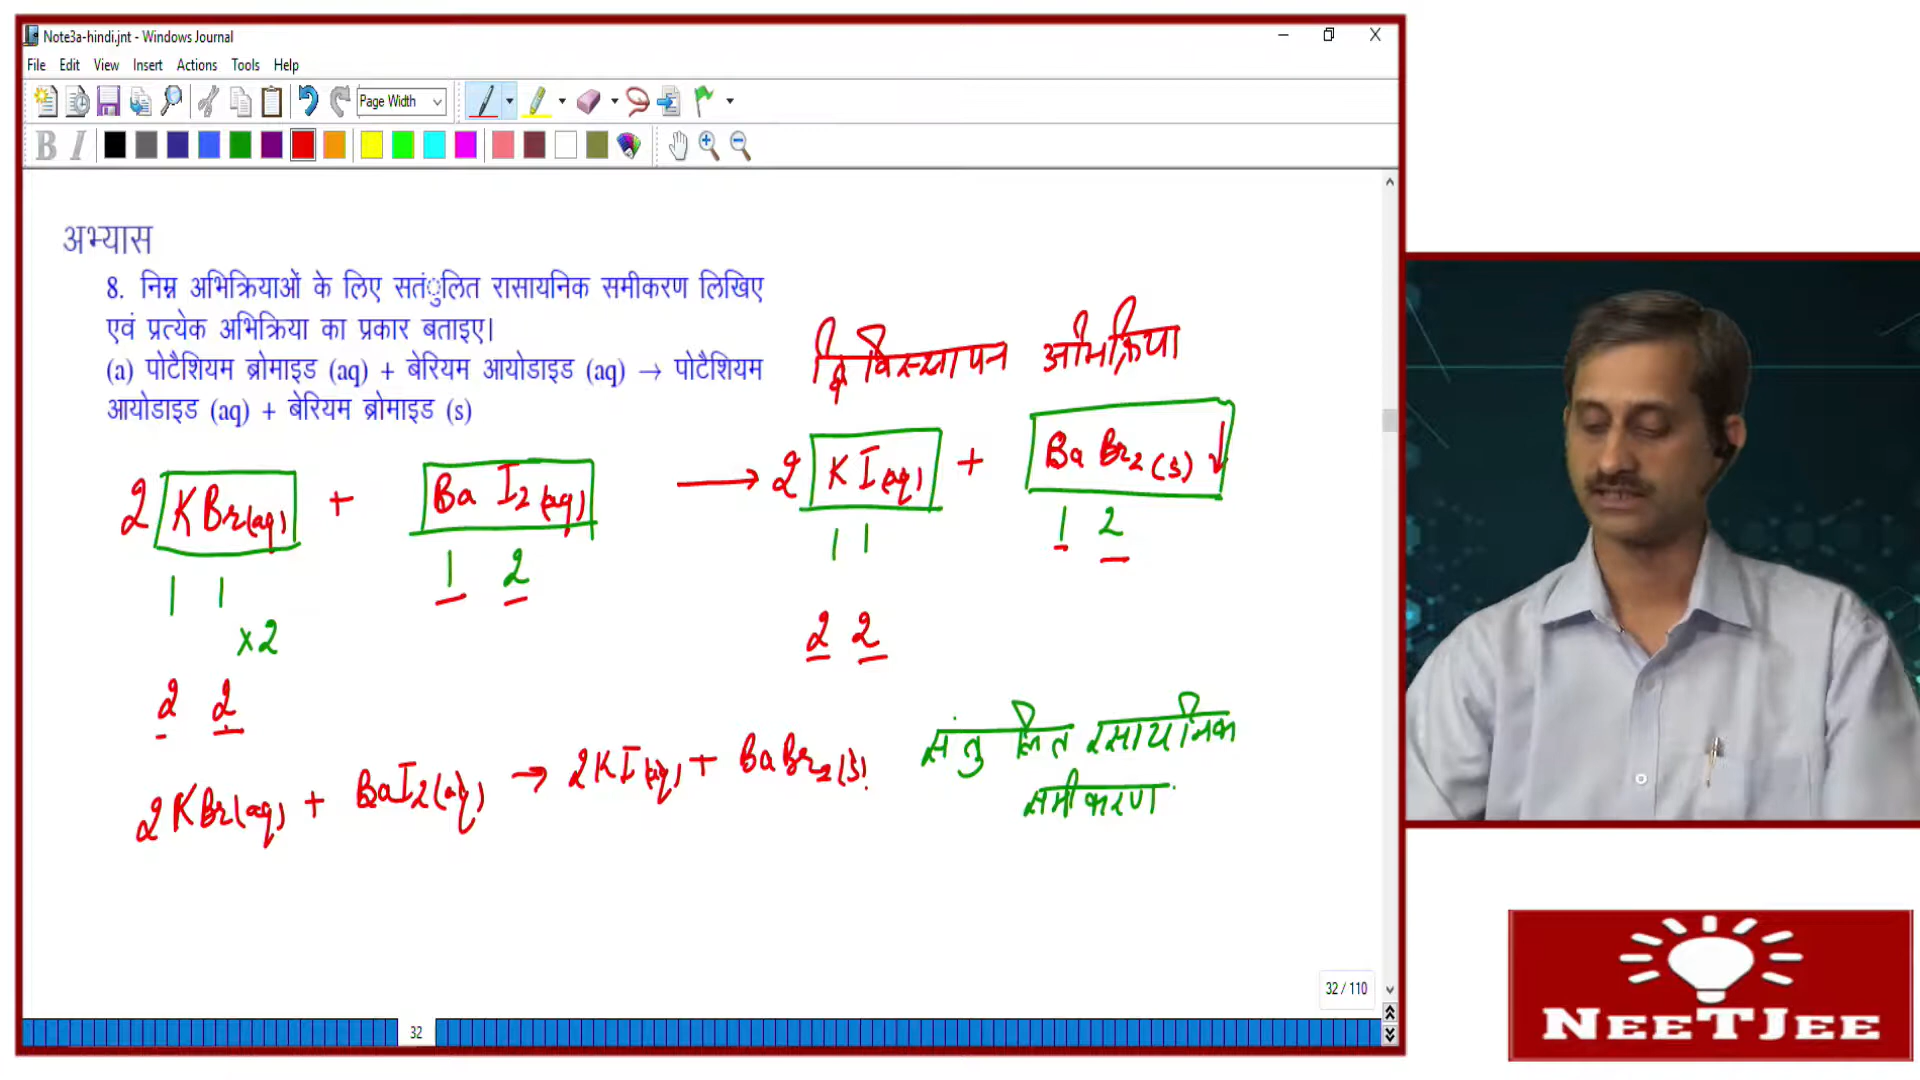 Note3a-hindi.jnt - Windows Journal
File Edit View Insert Actions Tools Help
Page Width
B I
अभ्यास
8. निम्न अभिक्रियाओं के लिए सतंुलित रासायनिक समीकरण लिखिए
एवं प्रत्येक अभिक्रिया का प्रकार बताइए।
(a) पोटैशियम ब्रोमाइड (aq) + बेरियम आयोडाइड (aq) → पोटैशियम
आयोडाइड (aq) + बेरियम ब्रोमाइड (s)
द्विविस्थापन अभिक्रिया
2 KBr(aq) + BaI2(aq) → 2 KI(aq) + BaBr2(s)↓
1 1 1 2 1 1 1 2
×2
2 2 2 2
2KBr(aq) + BaI2(aq) → 2KI(aq) + BaBr2(s)
संतुलित रसायनिक
समीकरण
32 / 110
32
NEETJEE